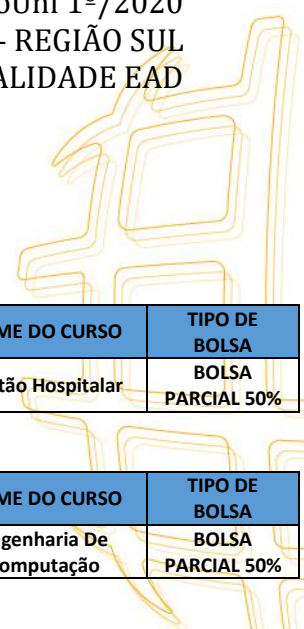 oUni 1º/2020
- REGIÃO SUL
ALIDADE EAD
ME DO CURSO
TIPO DE
BOLSA
tão Hospitalar
BOLSA
PARCIAL 50%
ME DO CURSO
TIPO DE
BOLSA
genharia De
omputação
BOLSA
PARCIAL 50%